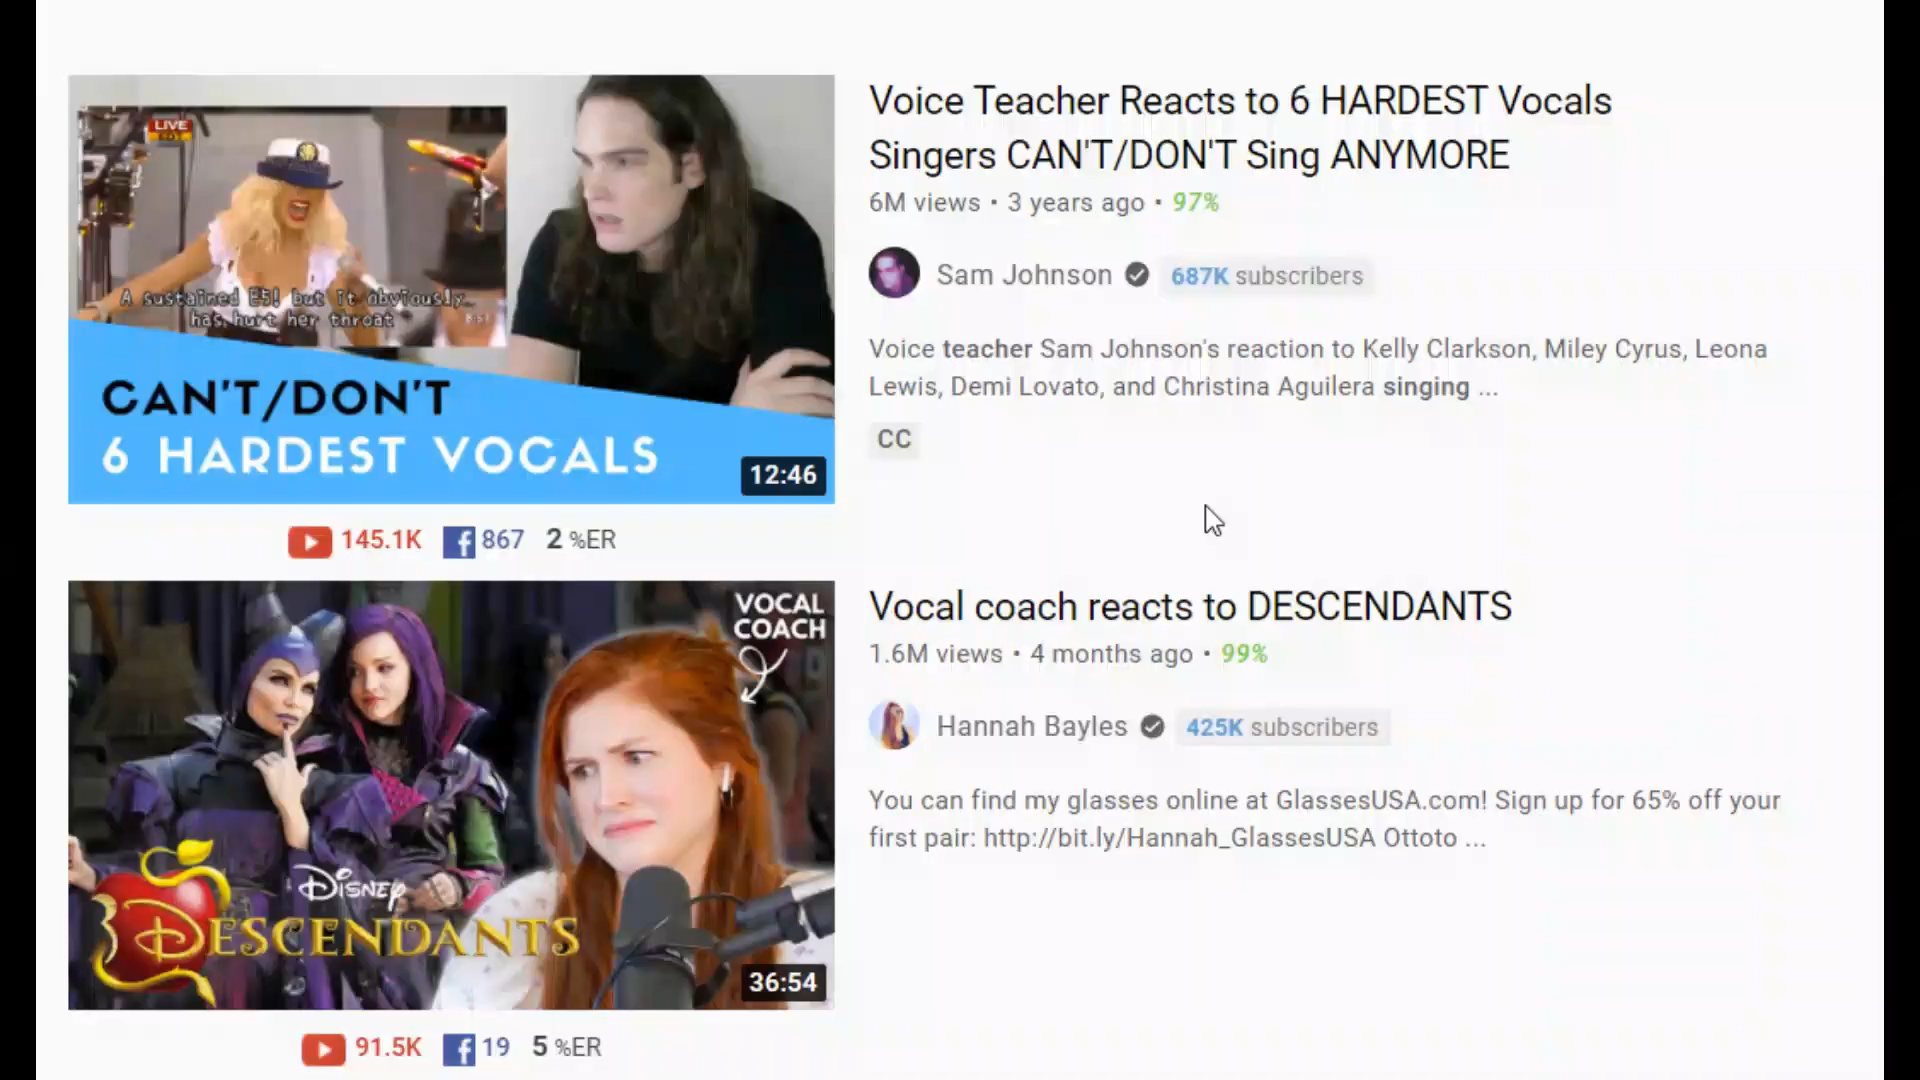 LIVE
A sustained E5! but it obviously...
has hurt her throat
CAN'T/DON'T
6 HARDEST VOCALS
12:46
145.1K 867 2 %ER
Voice Teacher Reacts to 6 HARDEST Vocals
Singers CAN'T/DON'T Sing ANYMORE
6M views • 3 years ago • 97%
Sam Johnson 687K subscribers
Voice teacher Sam Johnson's reaction to Kelly Clarkson, Miley Cyrus, Leona
Lewis, Demi Lovato, and Christina Aguilera singing ...
CC
VOCAL
COACH
DISNEY
DESCENDANTS
36:54
91.5K 19 5 %ER
Vocal coach reacts to DESCENDANTS
1.6M views • 4 months ago • 99%
Hannah Bayles 425K subscribers
You can find my glasses online at GlassesUSA.com! Sign up for 65% off your
first pair: http://bit.ly/Hannah_GlassesUSA Ottoto ...